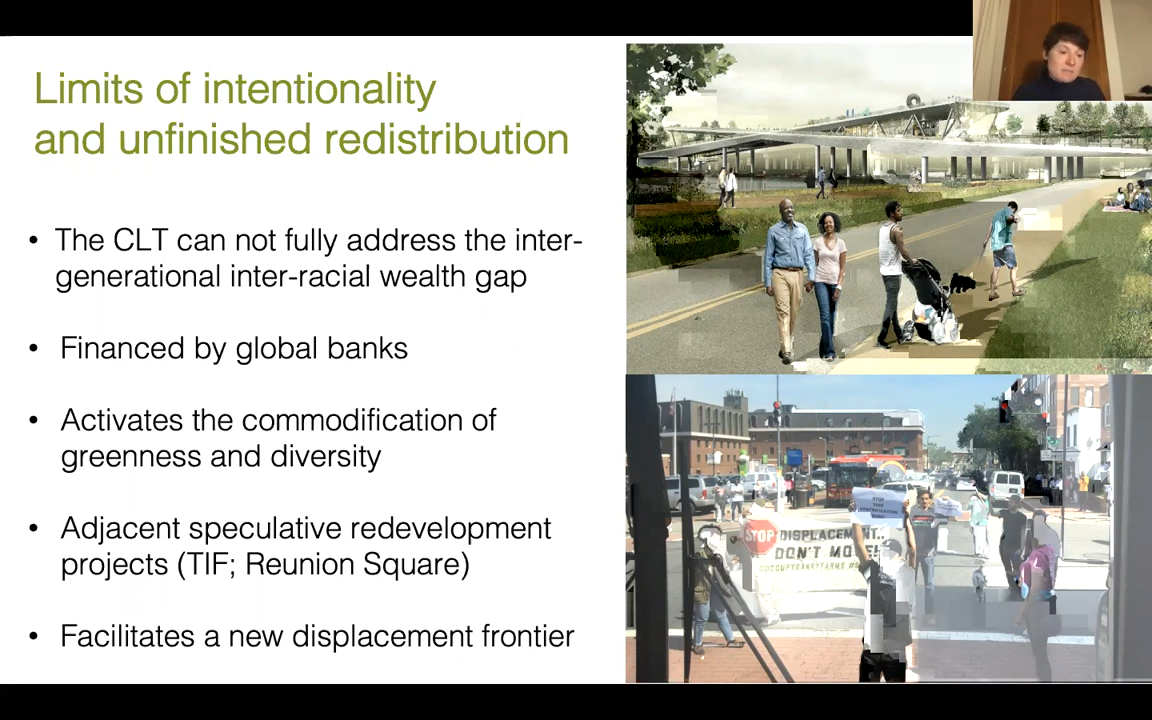 Limits of intentionality
and unfinished redistribution
• The CLT can not fully address the inter-
generational inter-racial wealth gap
• Financed by global banks
• Activates the commodification of
greenness and diversity
• Adjacent speculative redevelopment
projects (TIF; Reunion Square)
• Facilitates a new displacement frontier
STOP DISPLACEMENT..
DON'T MOVE!
STOP
THIS